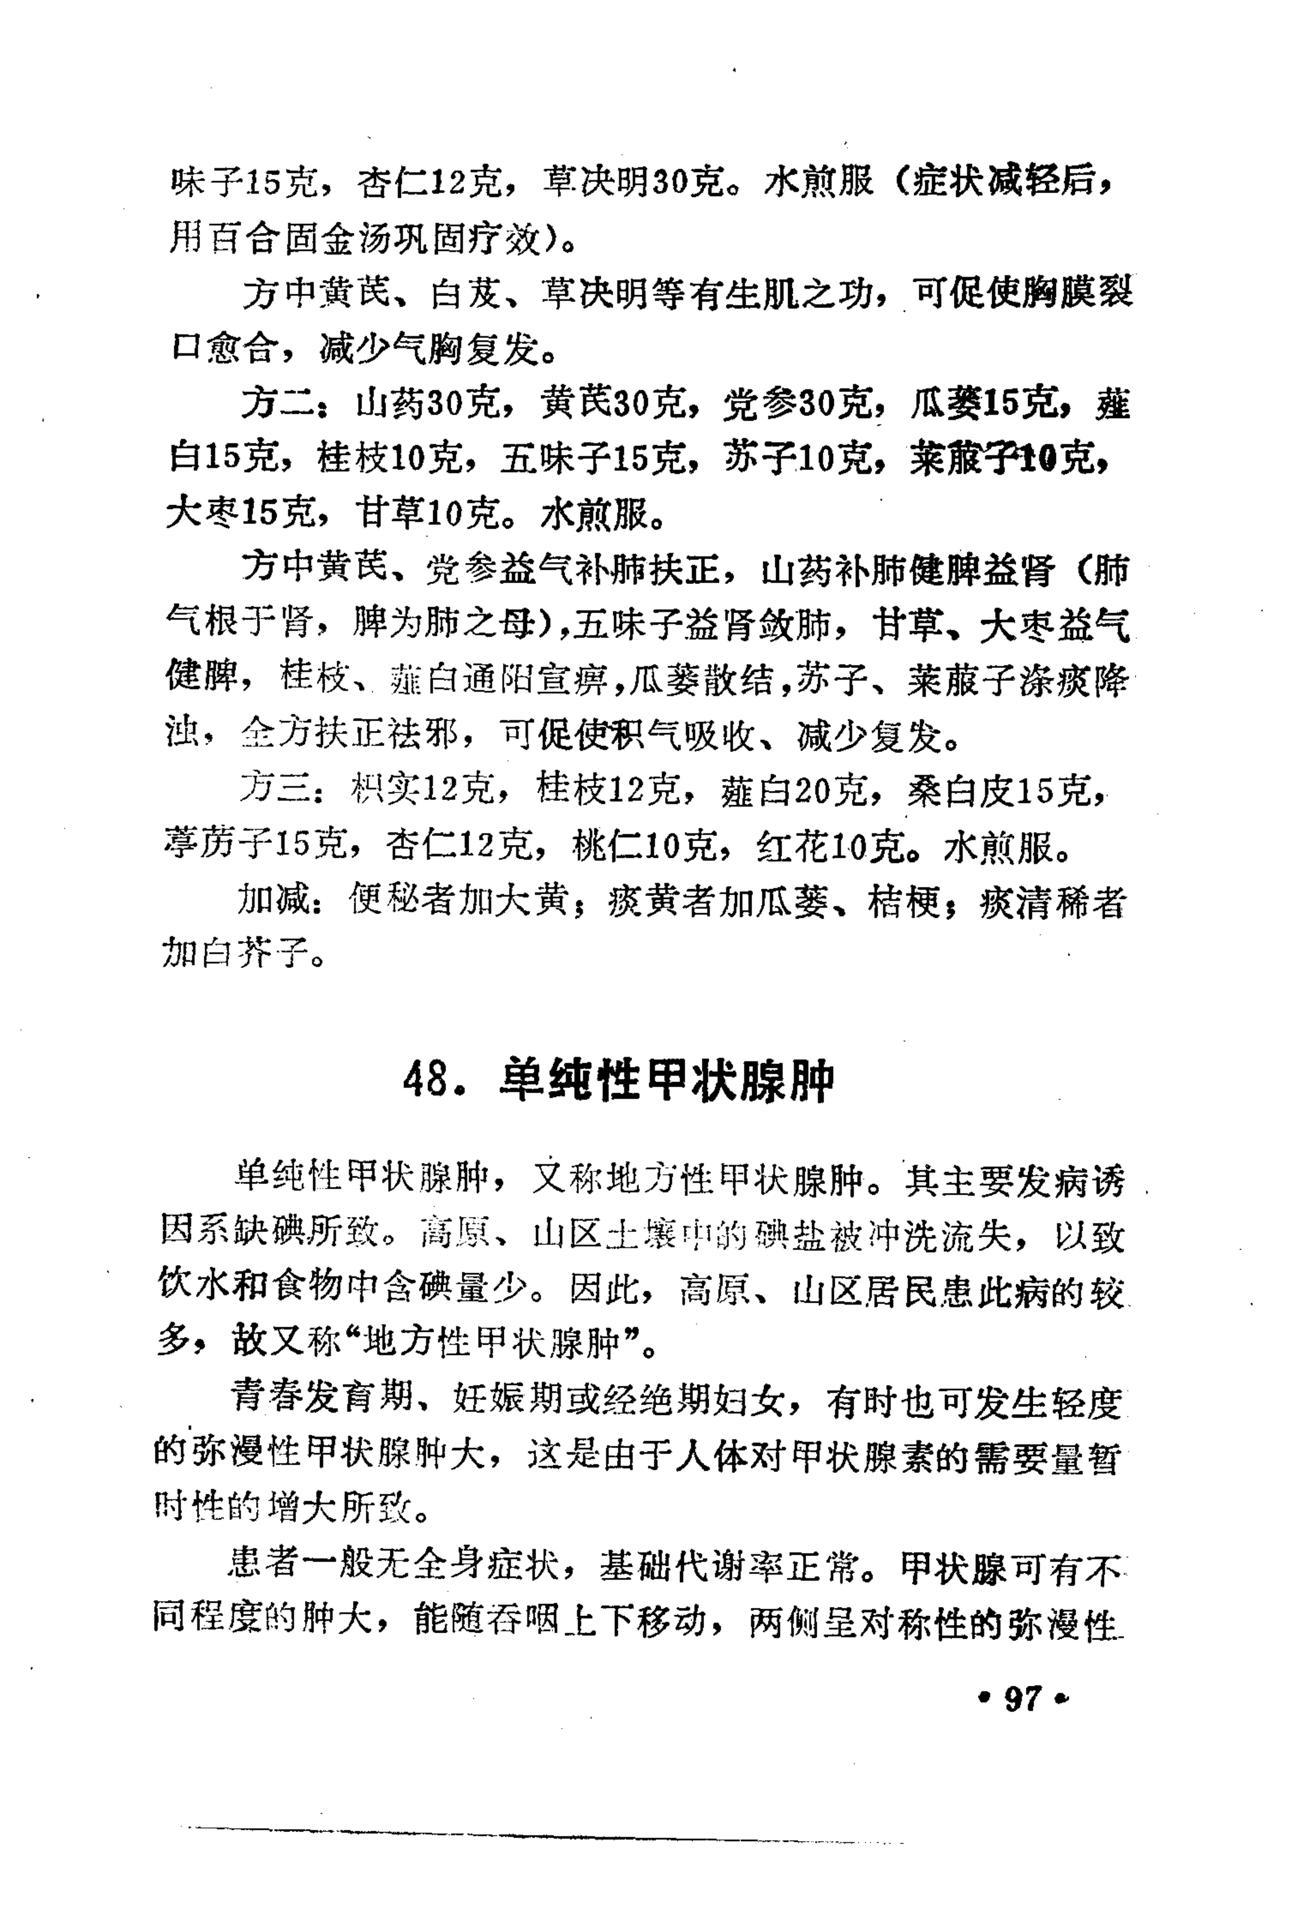 味子15克，杏仁12克，草决明30克。水煎服（症状减轻后，
用百合固金汤巩固疗效)。
方中黄芪、白芨、草决明等有生肌之功，可促使胸膜裂
口愈合，减少气胸复发。
方二：山药30克，黄芪30克，党参30克，瓜蒌15克，薤
白15克，桂枝10克，五味子15克，苏子10克，莱菔子10克，
大枣15克，甘草10克。水煎服。
方中黄芪、党参益气补肺扶正，山药补肺健脾益肾（肺
气根于肾，脾为肺之母),五味子益肾敛肺，甘草、大枣益气
健脾，桂枝、薤白通阳宣痹,瓜蒌散结,苏子、莱菔子涤痰降
浊，全方扶正祛邪，可促使积气吸收、减少复发。
方三：枳实12克，桂枝12克，薤白20克，桑白皮15克，
葶苈子15克，杏仁12克，桃仁10克，红花10克。水煎服。
加减：便秘者加大黄；痰黄者加瓜蒌、桔梗；痰清稀者
加白芥子。
48．单纯性甲状腺肿
单纯性甲状腺肿，又称地方性甲状腺肿。其主要发病诱
因系缺碘所致。高原、山区土壤中的碘盐被冲洗流失，以致
饮水和食物中含碘量少。因此，高原、山区居民患此病的较
多，故又称“地方性甲状腺肿”。
青春发育期、妊娠期或经绝期妇女，有时也可发生轻度
的弥漫性甲状腺肿大，这是由于人体对甲状腺素的需要量暂
时性的增大所致。
患者一般无全身症状，基础代谢率正常。甲状腺可有不
同程度的肿大，能随吞咽上下移动，两侧呈对称性的弥漫性
•97•